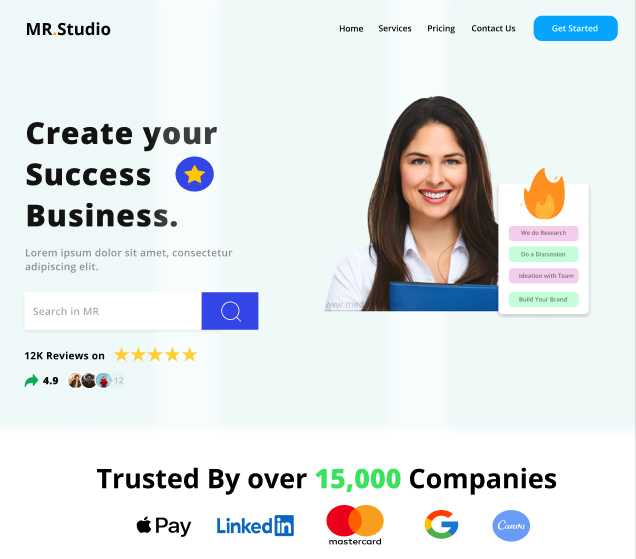 MR.Studio
Home Services Pricing Contact Us Get Started
Create your
Success
Business.
Lorem ipsum dolor sit amet, consectetur
adipiscing elit.
Search in MR
12K Reviews on
4.9
+12
We do Research
Do a Discussion
Ideation with Team
Build Your Brand
Trusted By over 15,000 Companies
Pay
Linkedin
mastercard
G
Canva